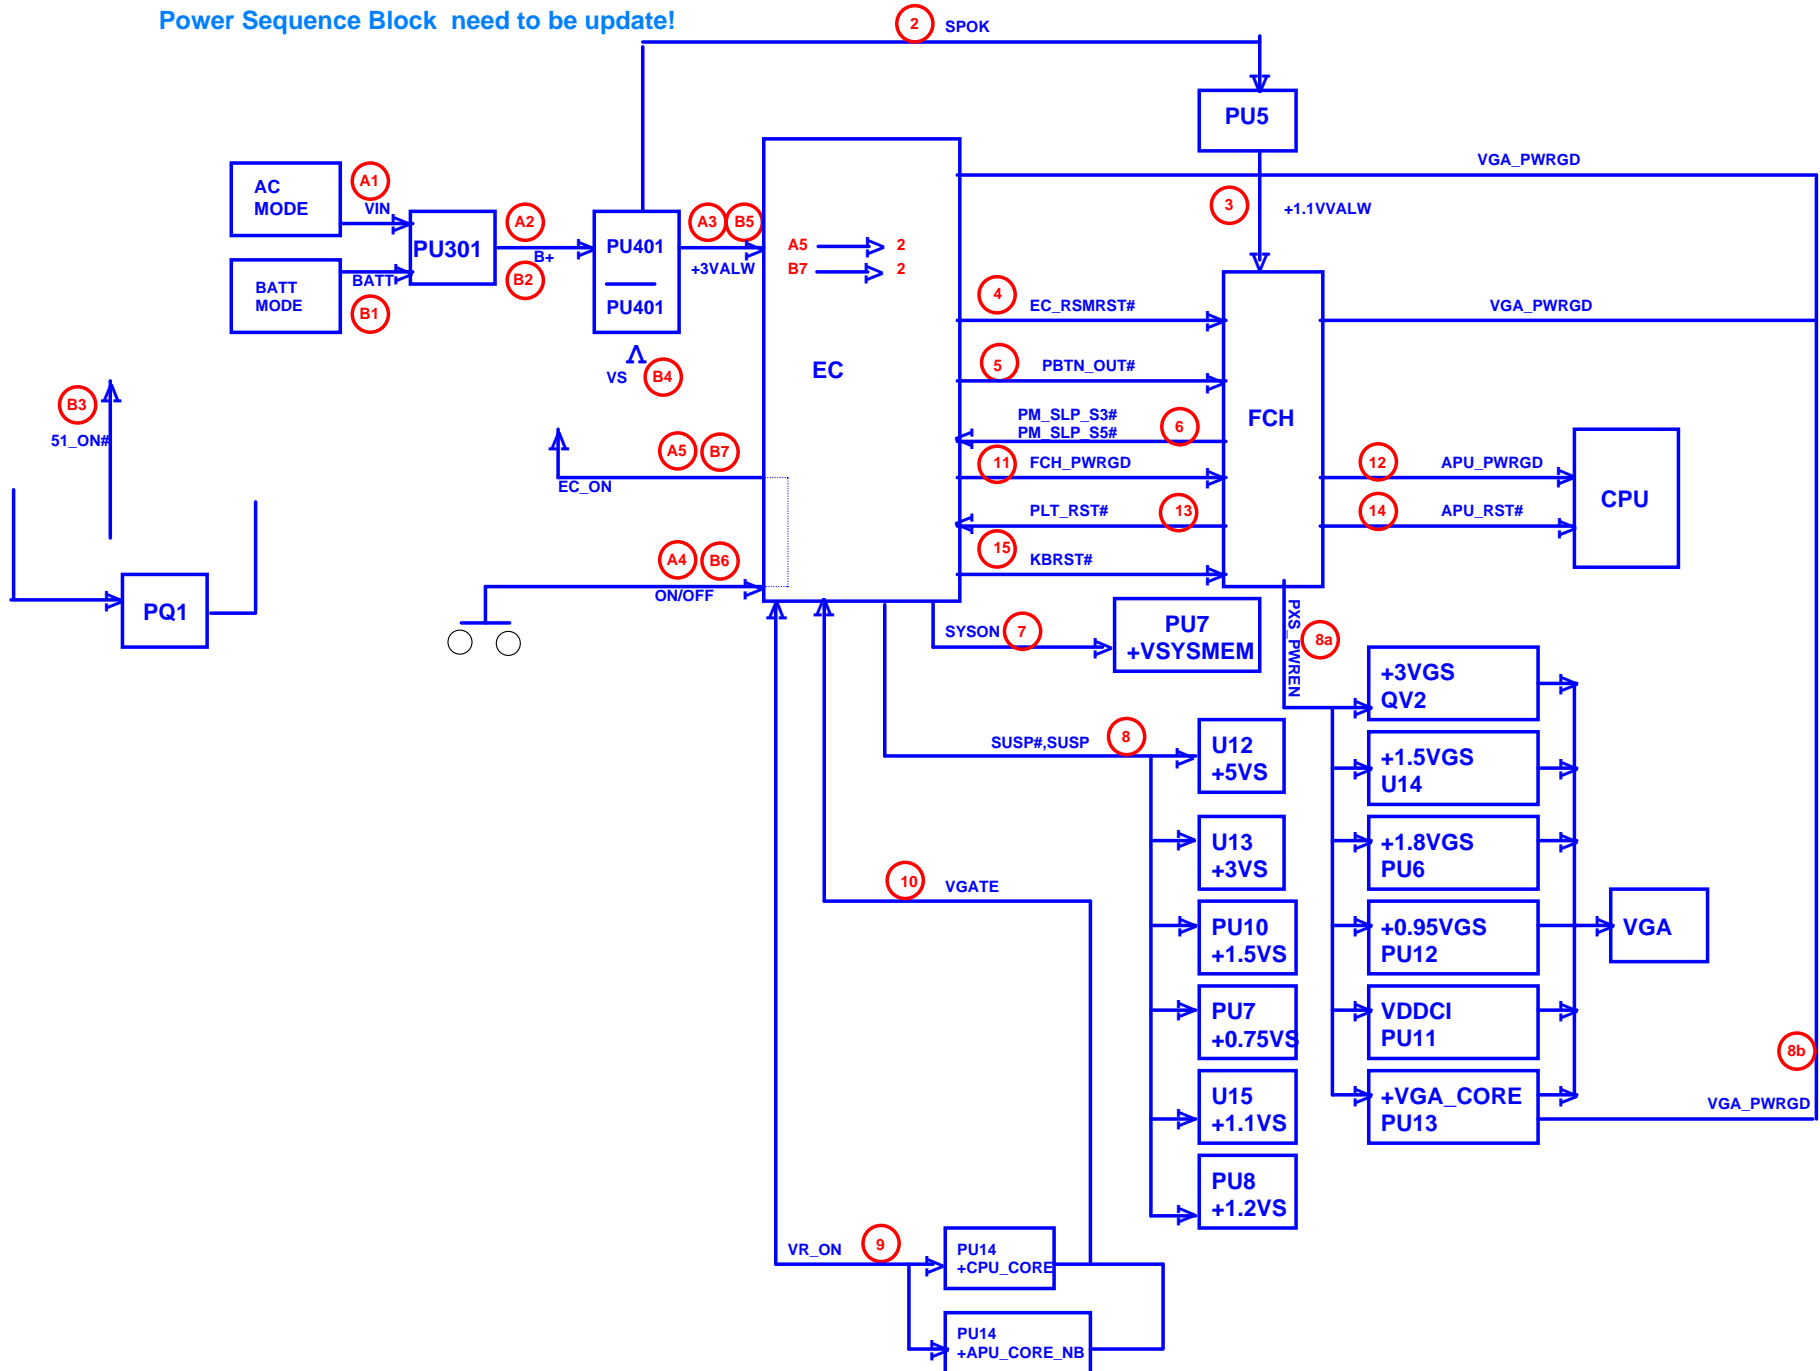 Power Sequence Block  need to be update!
2
SPOK
PU5
VGA_PWRGD
3
+1.1VVALW
AC
MODE
A1
VIN
PU301
A2
B+
B2
BATT
MODE
BATT
B1
PU401
PU401
A3
B5
+3VALW
VS
B4
A5
2
B7
2
EC
4
EC_RSMRST#
5
PBTN_OUT#
PM_SLP_S3#
PM_SLP_S5#
6
11
FCH_PWRGD
PLT_RST#
13
15
KBRST#
FCH
VGA_PWRGD
12
APU_PWRGD
14
APU_RST#
CPU
B3
51_ON#
PQ1
A5
B7
EC_ON
A4
B6
ON/OFF
SYSON
7
PU7
+VSYSMEM
PXS_PWREN
8a
SUSP#,SUSP
8
U12
+5VS
U13
+3VS
PU10
+1.5VS
PU7
+0.75VS
U15
+1.1VS
PU8
+1.2VS
+3VGS
QV2
+1.5VGS
U14
+1.8VGS
PU6
+0.95VGS
PU12
VDDCI
PU11
+VGA_CORE
PU13
VGA
8b
VGA_PWRGD
10
VGATE
VR_ON
9
PU14
+CPU_CORE
PU14
+APU_CORE_NB